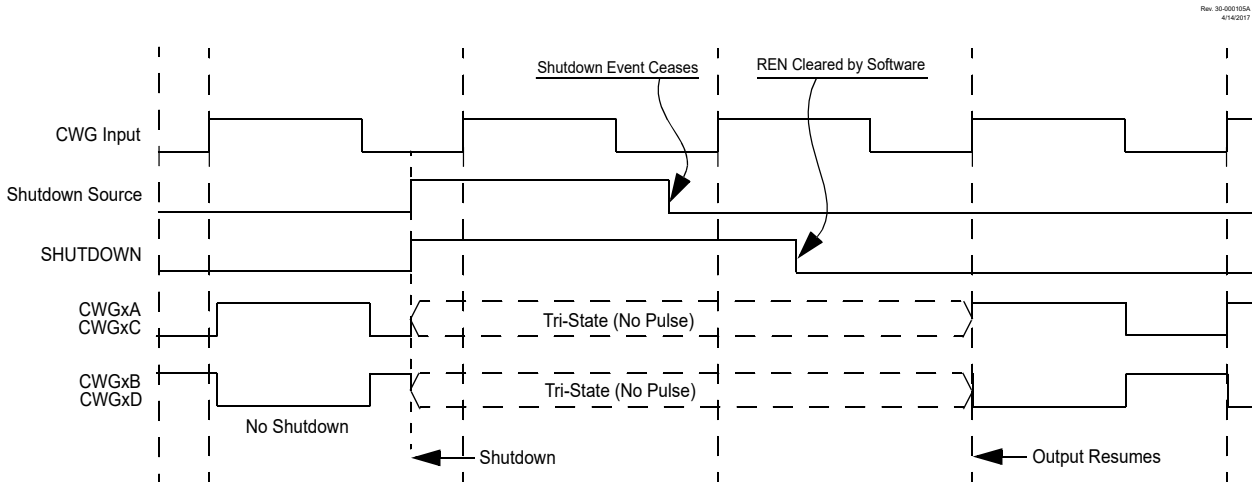 Rev. 30-000105A
4/14/2017
Shutdown Event Ceases
REN Cleared by Software
CWG Input
Shutdown Source
SHUTDOWN
CWGxA
CWGxC
Tri-State (No Pulse)
CWGxB
CWGxD
Tri-State (No Pulse)
No Shutdown
Shutdown
Output Resumes